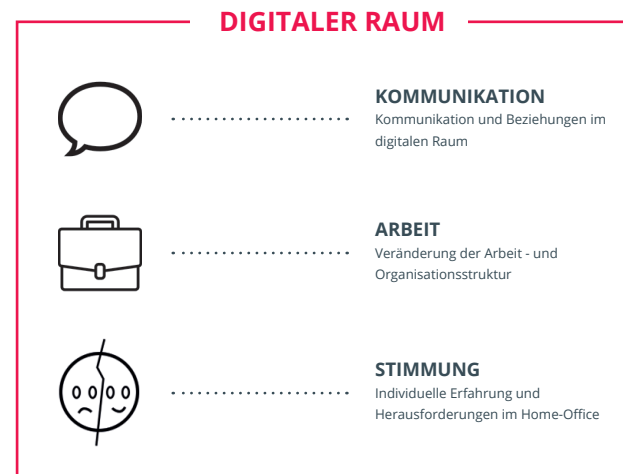 DIGITALER RAUM
KOMMUNIKATION
Kommunikation und Beziehungen im
digitalen Raum
ARBEIT
Veränderung der Arbeit - und
Organisationsstruktur
STIMMUNG
Individuelle Erfahrung und
Herausforderungen im Home-Office